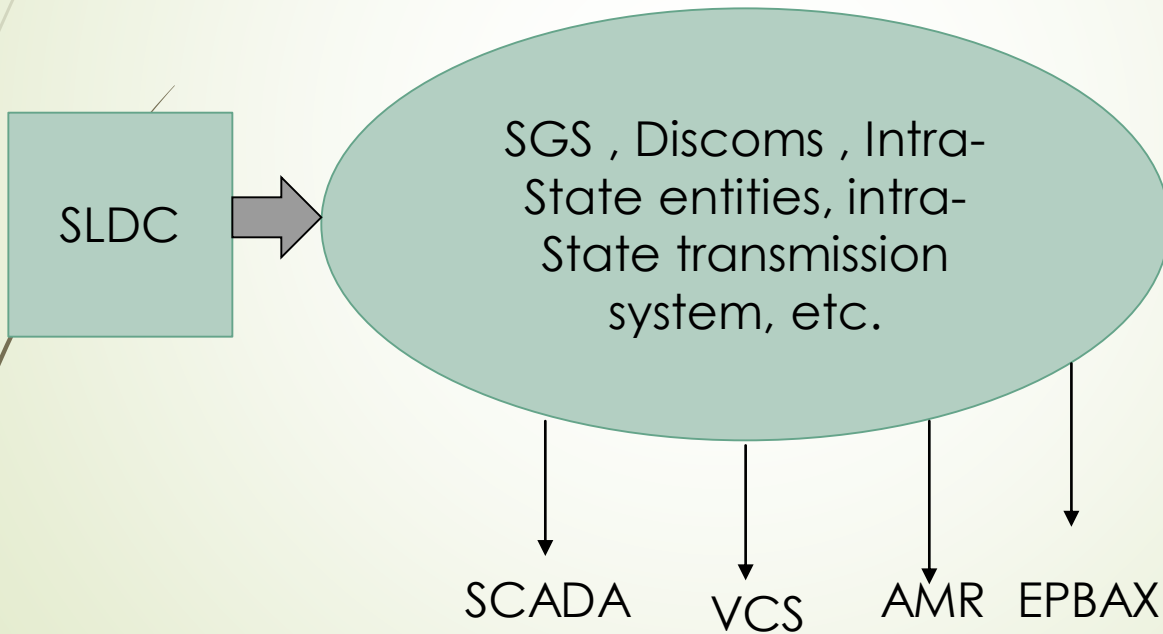 SLDC
SGS , Discoms , Intra-
State entities, intra-
State transmission
system, etc.
SCADA
VCS
AMR
EPBAX